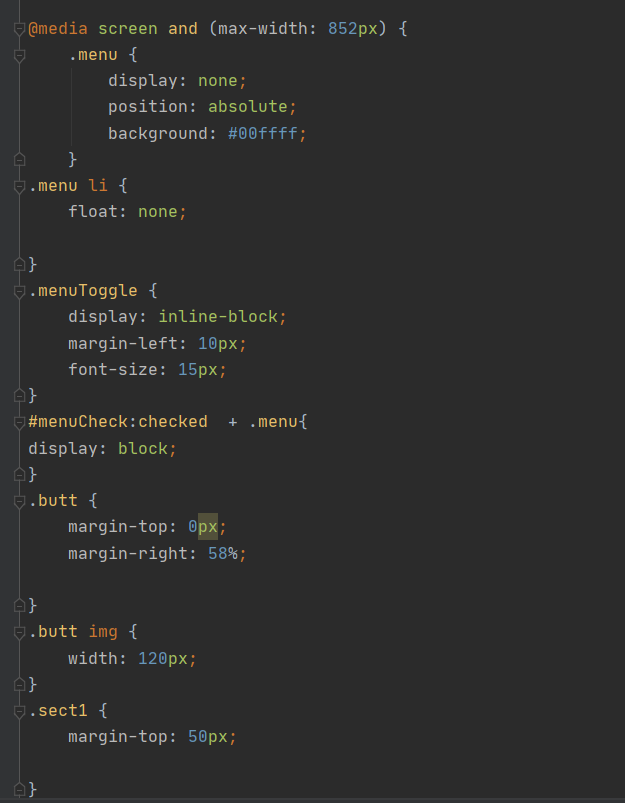 @media screen and (max-width: 852px) {
    .menu {
        display: none;
        position: absolute;
        background: #00ffff;
    }
.menu li {
    float: none;

}
.menuToggle {
    display: inline-block;
    margin-left: 10px;
    font-size: 15px;
}
#menuCheck:checked  + .menu{
display: block;
}
.butt {
    margin-top: 0px;
    margin-right: 58%;

}
.butt img {
    width: 120px;
}
.sect1 {
    margin-top: 50px;

}